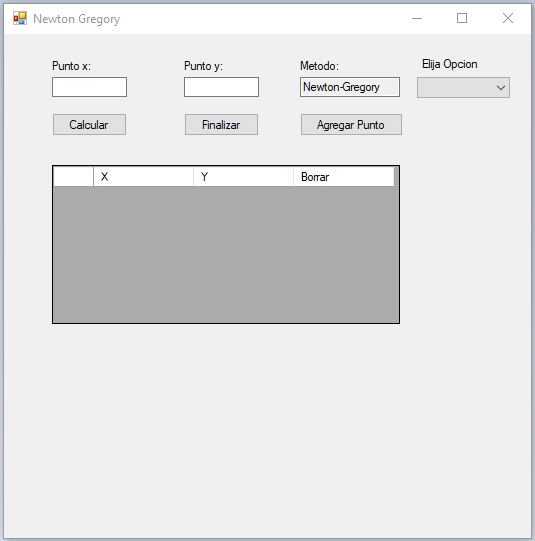 Newton Gregory
Punto x:
Punto y:
Metodo:
Elija Opcion
Newton-Gregory
Calcular
Finalizar
Agregar Punto
X
Y
Borrar